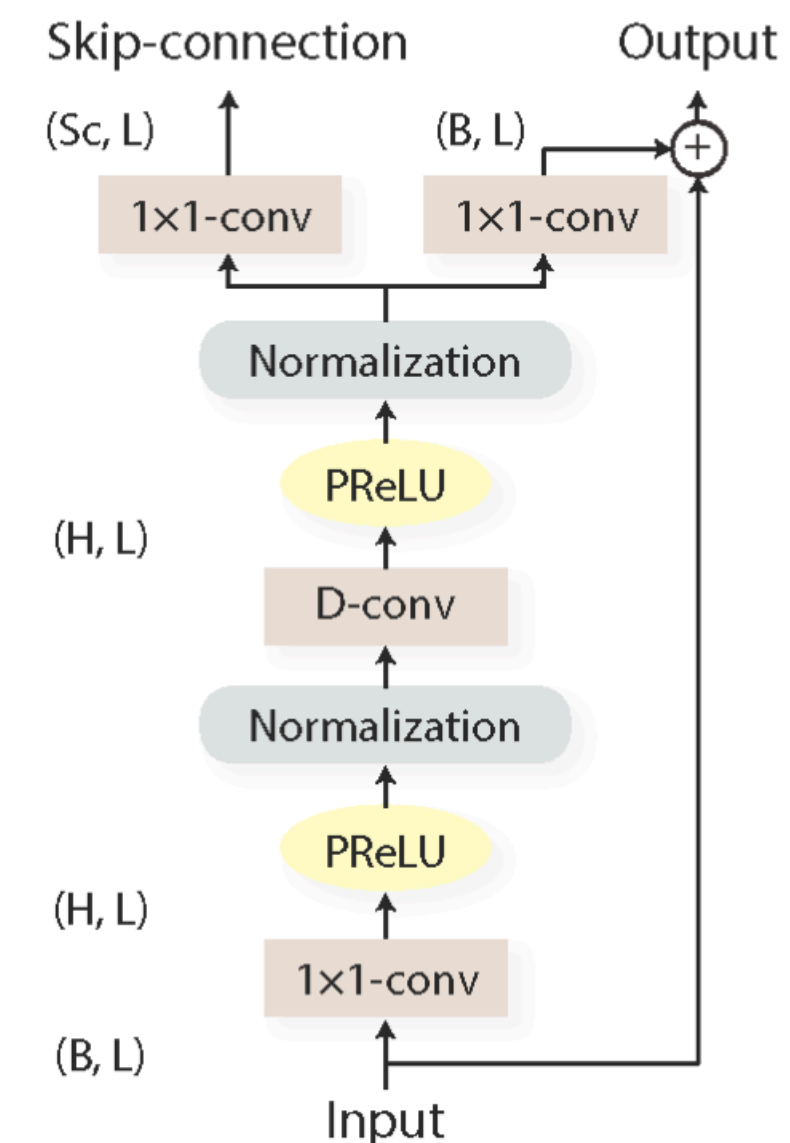 Skip-connection
Output
(Sc, L)
(B, L)
+
1×1-conv
1×1-conv
Normalization
PReLU
(H, L)
D-conv
Normalization
PReLU
(H, L)
1×1-conv
(B, L)
Input